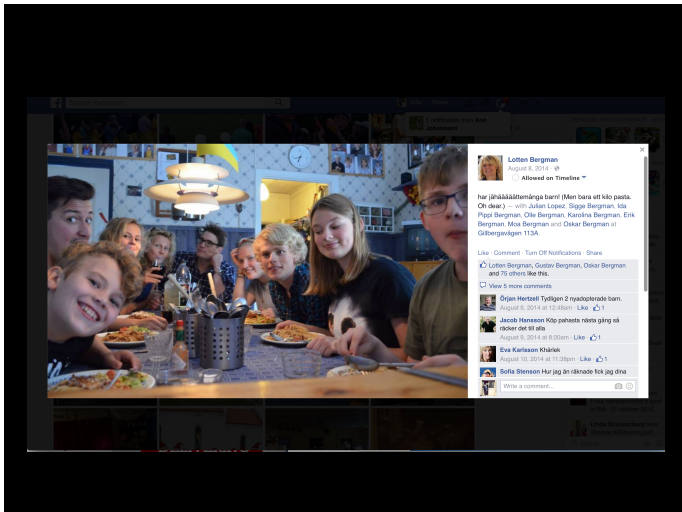 Lotten Bergman
August 8, 2014
Allowed on Timeline
har jähääääättemånga barn! (Men bara ett kilo pasta.
Oh dear.) — with Julian Lopez, Sigge Bergman, Ida
Pippi Bergman, Olle Bergman, Karolina Bergman, Erik
Bergman, Moa Bergman and Oskar Bergman at
Gillbergavägen 113A.
Like · Comment · Turn Off Notifications · Share
Lotten Bergman, Gustav Bergman, Oskar Bergman
and 75 others like this.
View 5 more comments
Örjan Hertzell Tydligen 2 nyadopterade barn.
August 9, 2014 at 12:48am · Like · 1
Jacob Hansson Köp pahasta nästa gång så
räcker det till alla
August 9, 2014 at 8:20am · Like · 1
Eva Karlsson Khärlek
August 10, 2014 at 11:38pm · Like · 1
Sofia Stenson Hur jag än räknade fick jag dina
Write a comment...